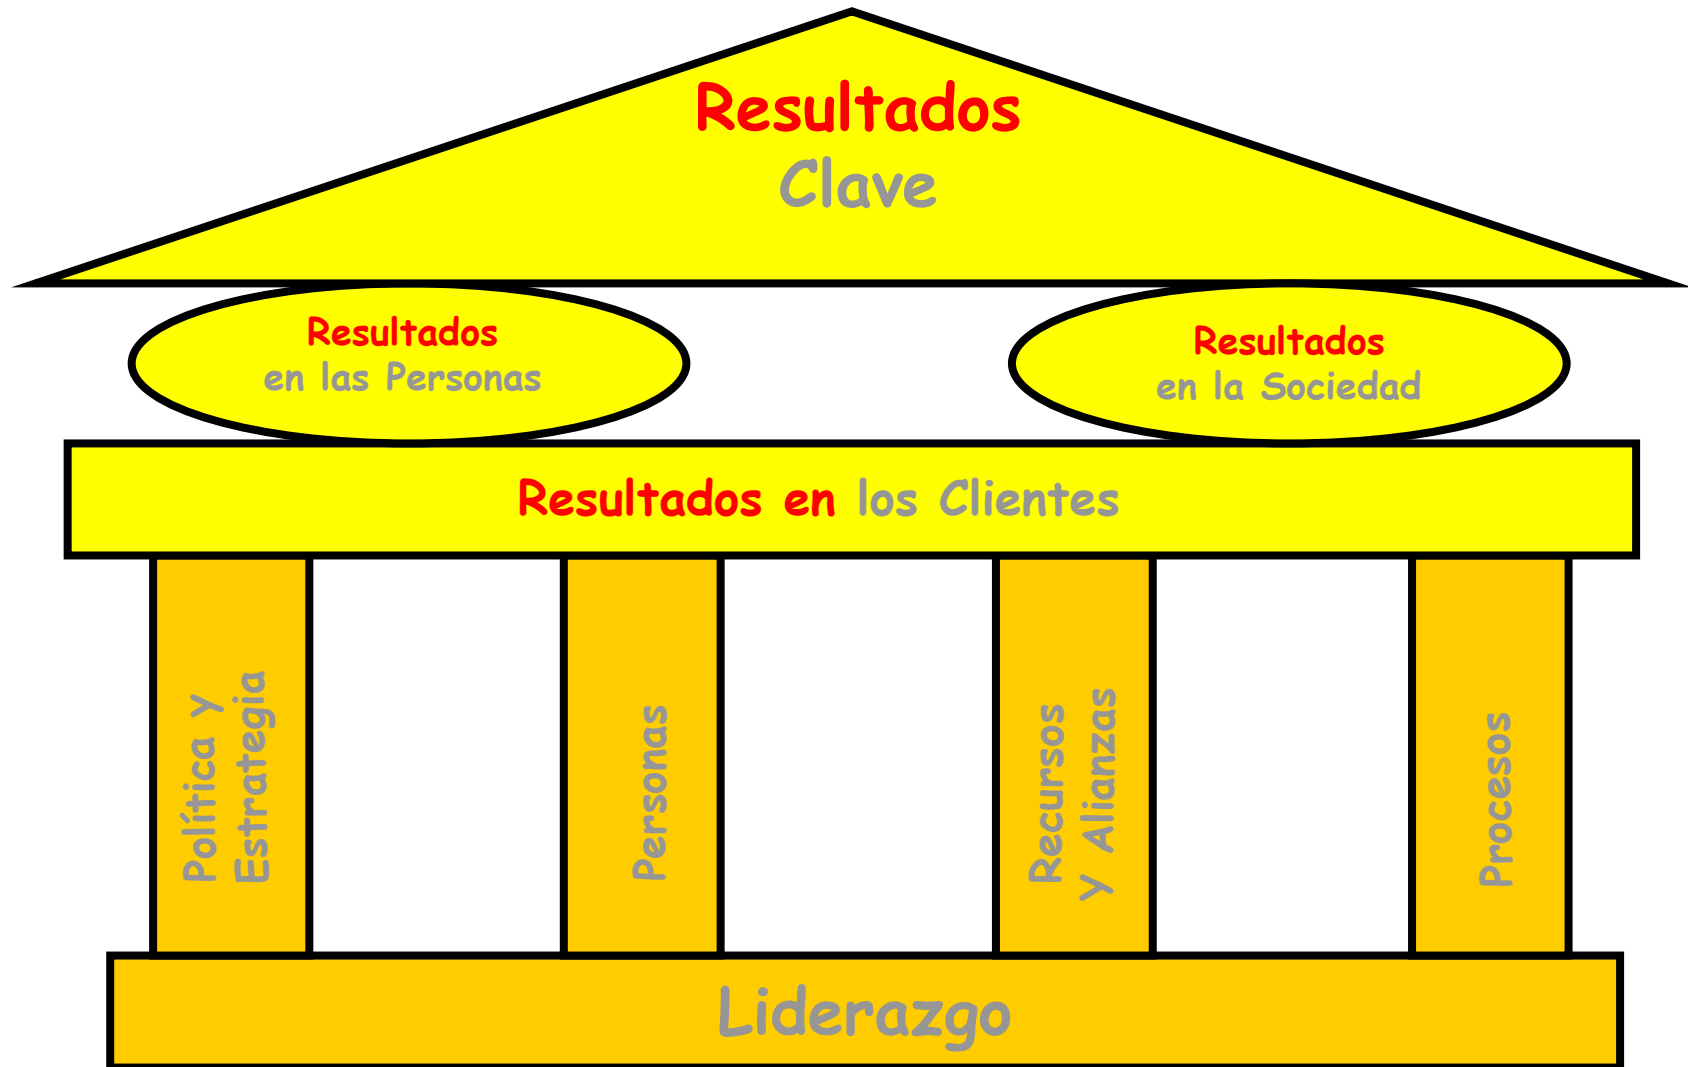 Resultados
Clave
Resultados
en las Personas
Resultados
en la Sociedad
Resultados en los Clientes
Política y
Estrategia
Personas
Recursos
y Alianzas
Procesos
Liderazgo